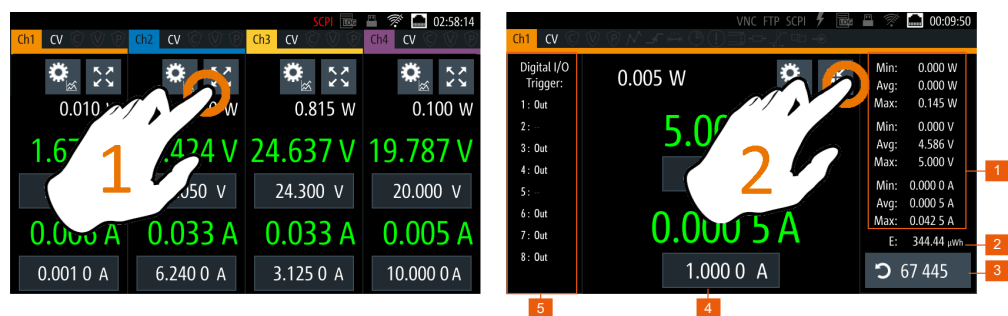 SCPI LOG 02:58:14
Ch1 CV C V P Ch2 CV C V P Ch3 CV C V P Ch4 CV C V P
0.010 W 0.815 W 0.100 W
24.637 V 19.787 V
.050 V 24.300 V 20.000 V
0.033 A 0.033 A 0.005 A
0.001 0 A 6.240 0 A 3.125 0 A 10.000 0 A
1
VNC FTP SCPI 00:09:50
Ch1 CV C V P
Digital I/O
Trigger:
1: Out
2: --
3: Out
4: Out
5: --
6: Out
7: Out
8: Out
0.005 W
5.00
0.000 5 A
1.000 0 A
2
Min: 0.000 W
Avg: 0.000 W
Max: 0.145 W
Min: 0.000 V
Avg: 4.586 V
Max: 5.000 V
Min: 0.000 0 A
Avg: 0.000 5 A
Max: 0.042 5 A
E: 344.44 µWh
67 445
1
2
3
4
5